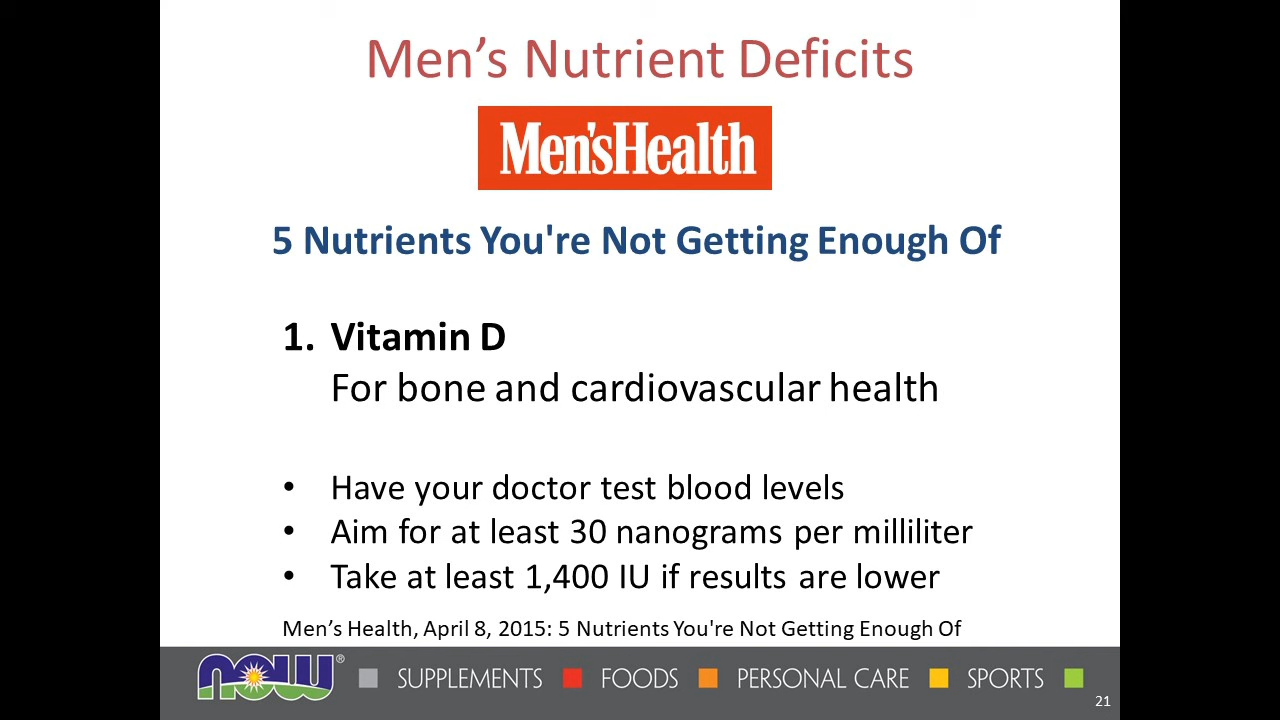 Men’s Nutrient Deficits
Men'sHealth
5 Nutrients You're Not Getting Enough Of
1. Vitamin D
For bone and cardiovascular health
• Have your doctor test blood levels
• Aim for at least 30 nanograms per milliliter
• Take at least 1,400 IU if results are lower
Men’s Health, April 8, 2015: 5 Nutrients You're Not Getting Enough Of
NOW® SUPPLEMENTS FOODS PERSONAL CARE SPORTS
21